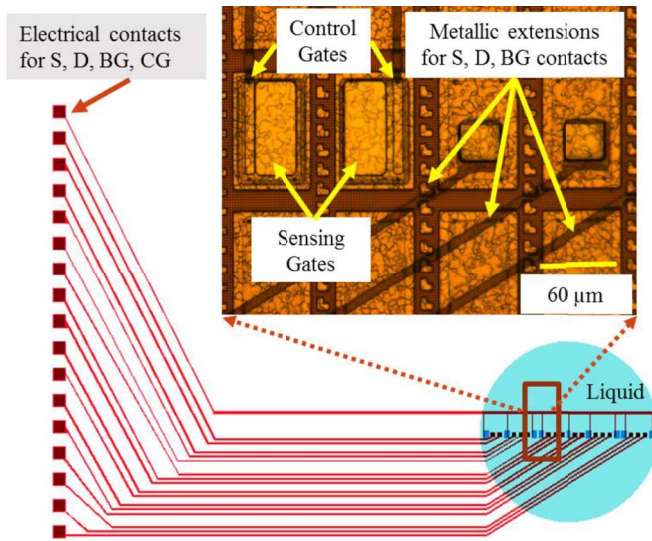 Electrical contacts
for S, D, BG, CG
Control
Gates
Metallic extensions
for S, D, BG contacts
Sensing
Gates
60 µm
Liquid